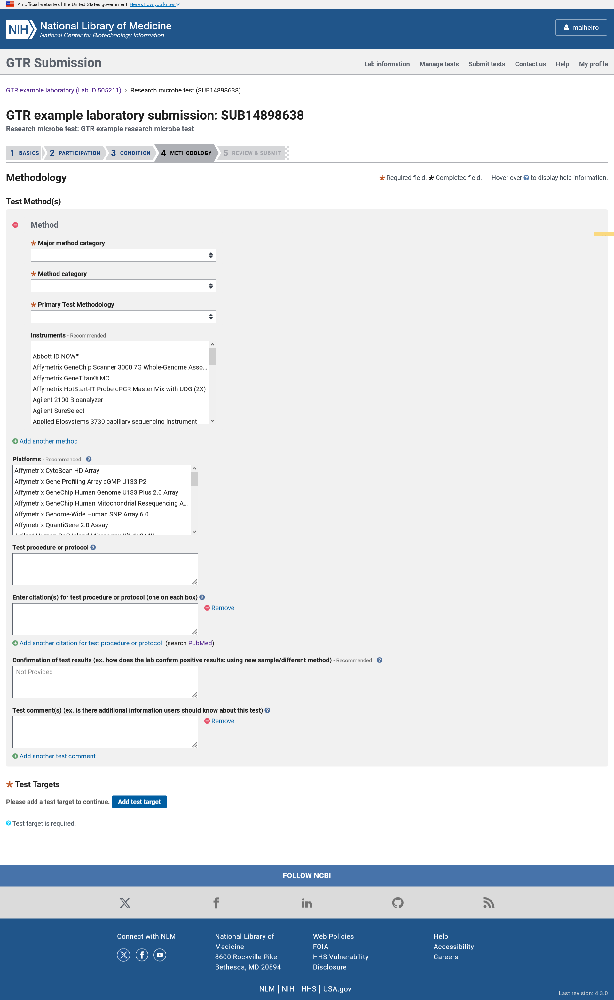 An official website of the United States government Here's how you know
NIH National Library of Medicine
National Center for Biotechnology Information
malheiro
GTR Submission
Lab information Manage tests Submit tests Contact us Help My profile
GTR example laboratory (Lab ID 505211) › Research microbe test (SUB14898638)
GTR example laboratory submission: SUB14898638
Research microbe test: GTR example research microbe test
1 BASICS 2 PARTICIPATION 3 CONDITION 4 METHODOLOGY 5 REVIEW & SUBMIT
Methodology
* Required field. * Completed field. Hover over ? to display help information.
Test Method(s)
Method
* Major method category
* Method category
* Primary Test Methodology
Instruments - Recommended
Abbott ID NOW™
Affymetrix GeneChip Scanner 3000 7G Whole-Genome Asso...
Affymetrix GeneTitan® MC
Affymetrix HotStart-IT Probe qPCR Master Mix with UDG (2X)
Agilent 2100 Bioanalyzer
Agilent SureSelect
Applied Biosystems 3730 capillary sequencing instrument
Add another method
Platforms - Recommended ?
Affymetrix CytoScan HD Array
Affymetrix Gene Profiling Array cGMP U133 P2
Affymetrix GeneChip Human Genome U133 Plus 2.0 Array
Affymetrix GeneChip Human Mitochondrial Resequencing A...
Affymetrix Genome-Wide Human SNP Array 6.0
Affymetrix QuantiGene 2.0 Assay
Test procedure or protocol ?
Enter citation(s) for test procedure or protocol (one on each box) ?
Remove
Add another citation for test procedure or protocol (search PubMed)
Confirmation of test results (ex. how does the lab confirm positive results: using new sample/different method) - Recommended ?
Not Provided
Test comment(s) (ex. is there additional information users should know about this test) ?
Remove
Add another test comment
* Test Targets
Please add a test target to continue. Add test target
? Test target is required.
FOLLOW NCBI
Connect with NLM
National Library of
Medicine
8600 Rockville Pike
Bethesda, MD 20894
Web Policies
FOIA
HHS Vulnerability
Disclosure
Help
Accessibility
Careers
NLM | NIH | HHS | USA.gov
Last revision: 4.3.0